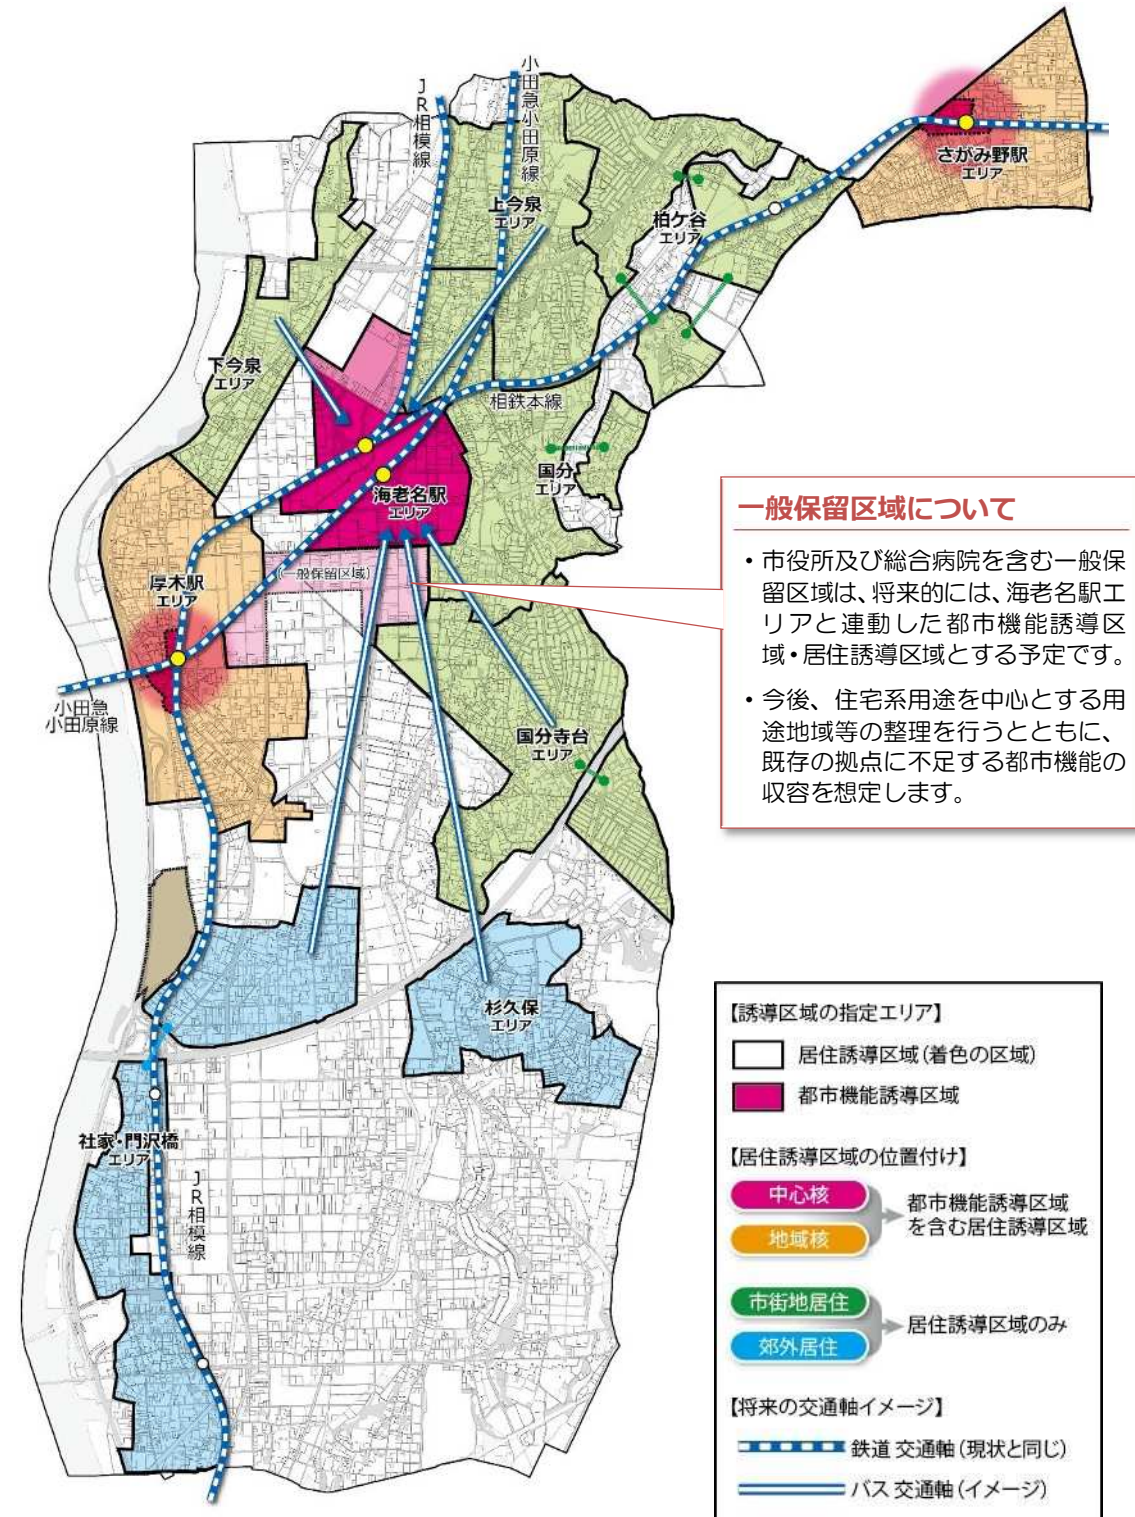 小田急小田原線
JR相模線
さがみ野駅
エリア
上今泉
エリア
柏ケ谷
エリア
下今泉
エリア
相鉄本線
国分
エリア
海老名駅
エリア
(一般保留区域)
厚木駅
エリア
小田急
小田原線
国分寺台
エリア
杉久保
エリア
社家・門沢橋
エリア
JR相模線
一般保留区域について
・市役所及び総合病院を含む一般保
留区域は、将来的には、海老名駅エ
リアと連動した都市機能誘導区
域・居住誘導区域とする予定です。
・今後、住宅系用途を中心とする用
途地域等の整理を行うとともに、
既存の拠点に不足する都市機能の
収容を想定します。
【誘導区域の指定エリア】
居住誘導区域(着色の区域)
都市機能誘導区域
【居住誘導区域の位置付け】
中心核
地域核
都市機能誘導区域
を含む居住誘導区域
市街地居住
郊外居住
居住誘導区域のみ
【将来の交通軸イメージ】
鉄道 交通軸(現状と同じ)
バス 交通軸(イメージ)